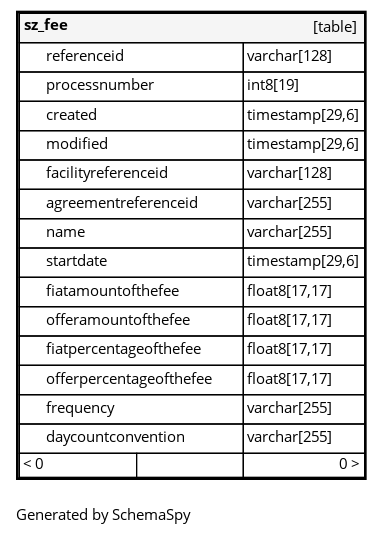 sz_fee [table]
referenceid varchar[128]
processnumber int8[19]
created timestamp[29,6]
modified timestamp[29,6]
facilityreferenceid varchar[128]
agreementreferenceid varchar[255]
name varchar[255]
startdate timestamp[29,6]
fiatamountofthefee float8[17,17]
offeramountofthefee float8[17,17]
fiatpercentageofthefee float8[17,17]
offerpercentageofthefee float8[17,17]
frequency varchar[255]
daycountconvention varchar[255]
< 0 0 >
Generated by SchemaSpy